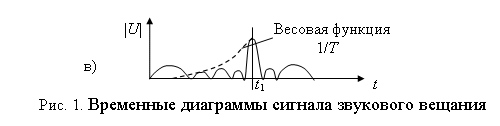 |U|
Весовая функция
1/T
в)
t₁
t
Рис. 1. Временные диаграммы сигнала звукового вещания